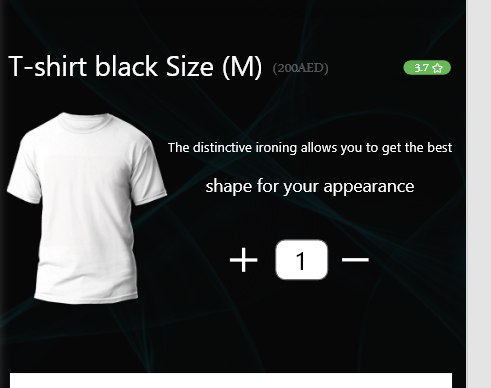 T-shirt black Size (M) (200AED) 3.7
The distinctive ironing allows you to get the best
shape for your appearance
+ 1 −